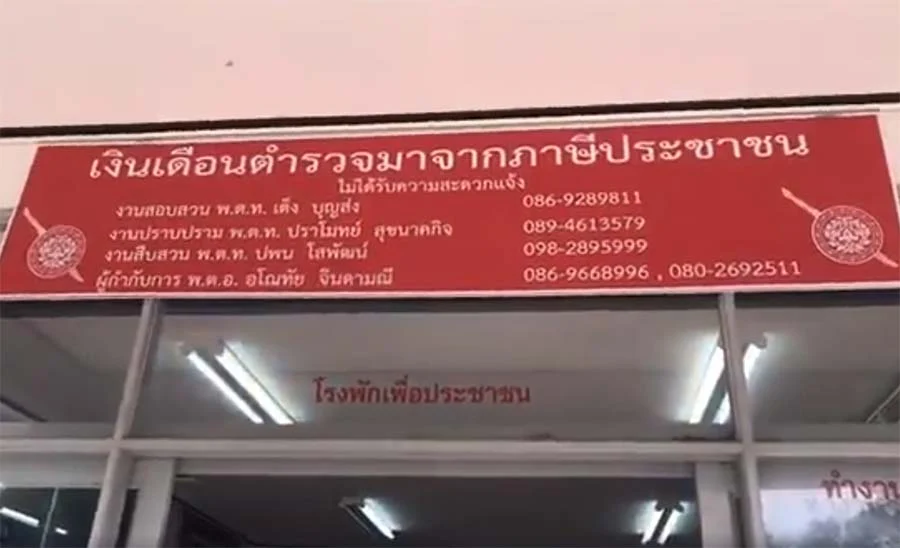 เงินเดือนตำรวจมาจากภาษีประชาชน
ไม่ได้รับความสะดวกแจ้ง
งานสอบสวน พ.ต.ท. เต็ง บุญส่ง 086-9289811
งานปราบปราม พ.ต.ท. ปราโมทย์ สุขนาคกิจ 089-4613579
งานสืบสวน พ.ต.ท. ปพน โสพัฒน์ 098-2895999
ผู้กำกับการ พ.ต.อ. อโณทัย จินดามณี 086-9668996 , 080-2692511
โรงพักเพื่อประชาชน
ทำงาน